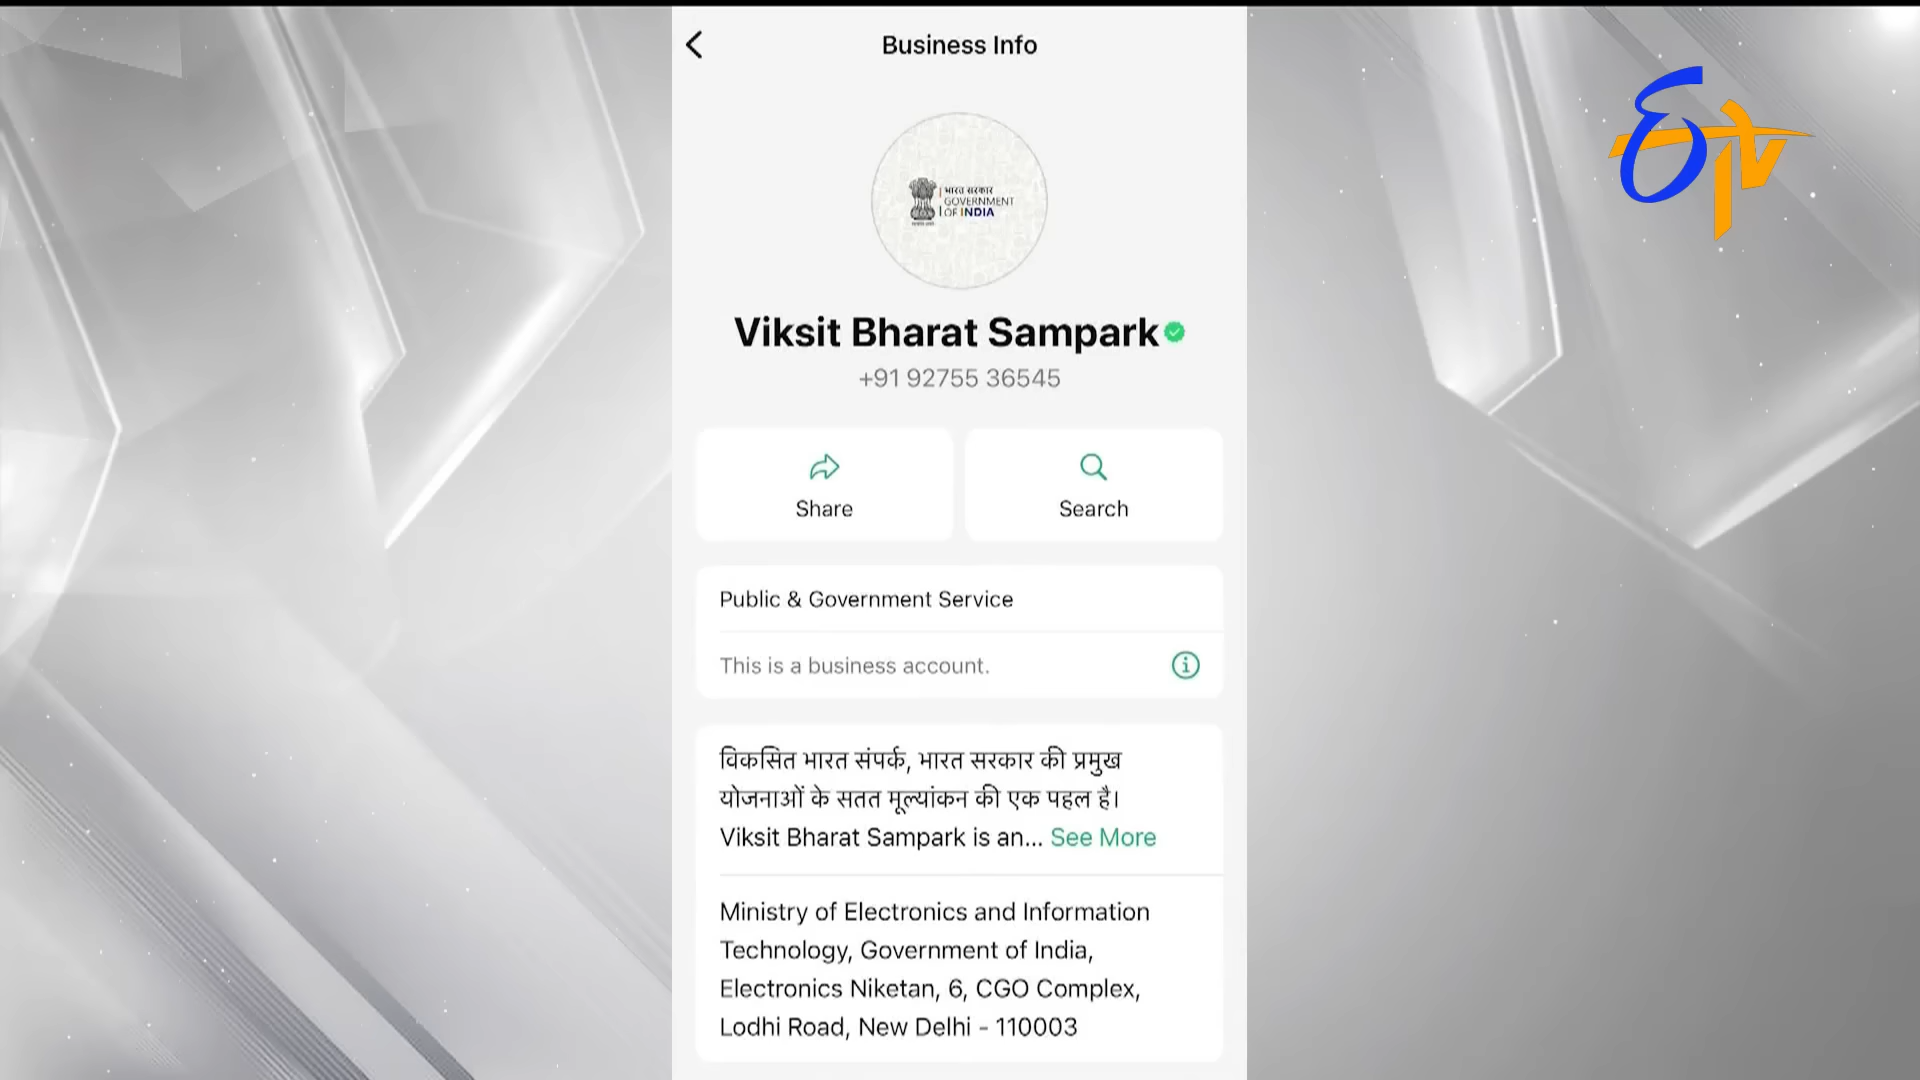 Business Info
भारत सरकार
GOVERNMENT
OF INDIA
Viksit Bharat Sampark
+91 92755 36545
Share
Search
Public & Government Service
This is a business account.
विकसित भारत संपर्क, भारत सरकार की प्रमुख
योजनाओं के सतत मूल्यांकन की एक पहल है।
Viksit Bharat Sampark is an... See More
Ministry of Electronics and Information
Technology, Government of India,
Electronics Niketan, 6, CGO Complex,
Lodhi Road, New Delhi - 110003
ETV